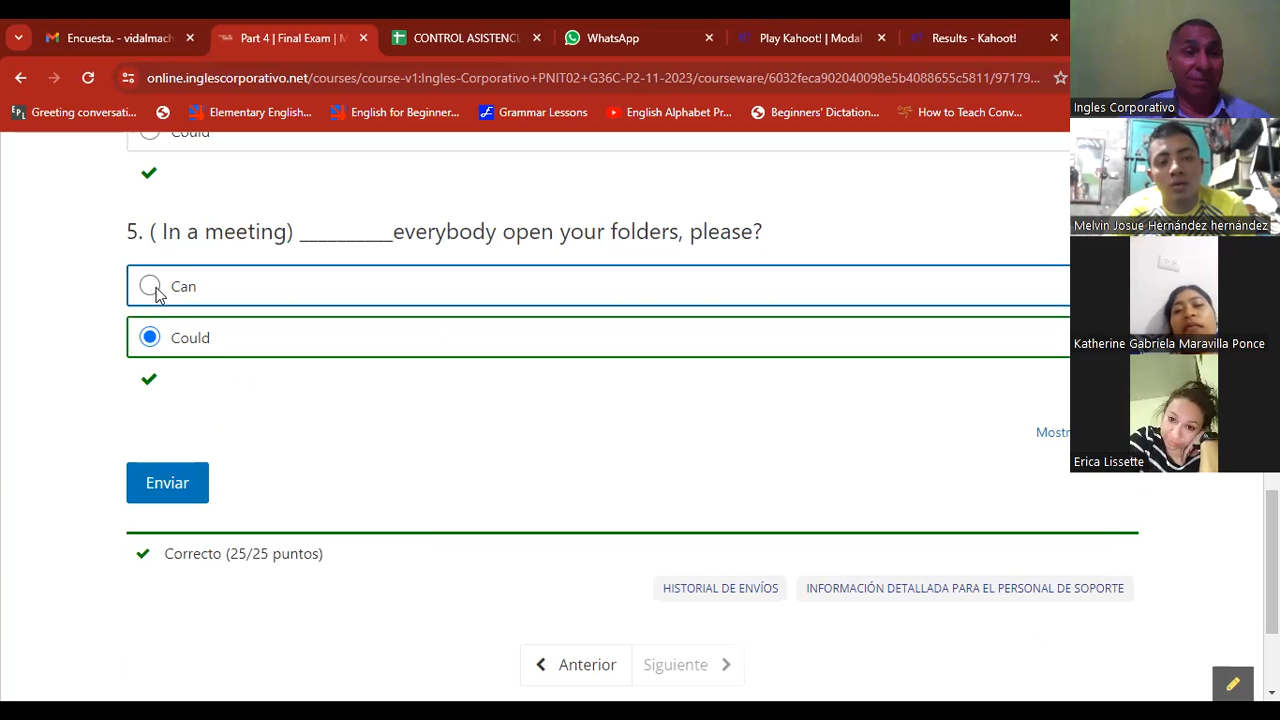 Encuesta. - vidalmach
Part 4 | Final Exam | M
CONTROL ASISTENCI
WhatsApp
Play Kahoot! | Modal
Results - Kahoot!
online.inglescorporativo.net/courses/course-v1:Ingles-Corporativo+PNIT02+G36C-P2-11-2023/courseware/6032feca902040098e5b4088655c5811/97179...
Greeting conversati...
Elementary English...
English for Beginner...
Grammar Lessons
English Alphabet Pr...
Beginners' Dictation...
How to Teach Conv...
Ingles Corporativo
Melvin Josue Hernández hernández
Katherine Gabriela Maravilla Ponce
Erica Lissette
Could
5. ( In a meeting) __________everybody open your folders, please?
Can
Could
Mostr
Enviar
Correcto (25/25 puntos)
HISTORIAL DE ENVÍOS
INFORMACIÓN DETALLADA PARA EL PERSONAL DE SOPORTE
Anterior
Siguiente